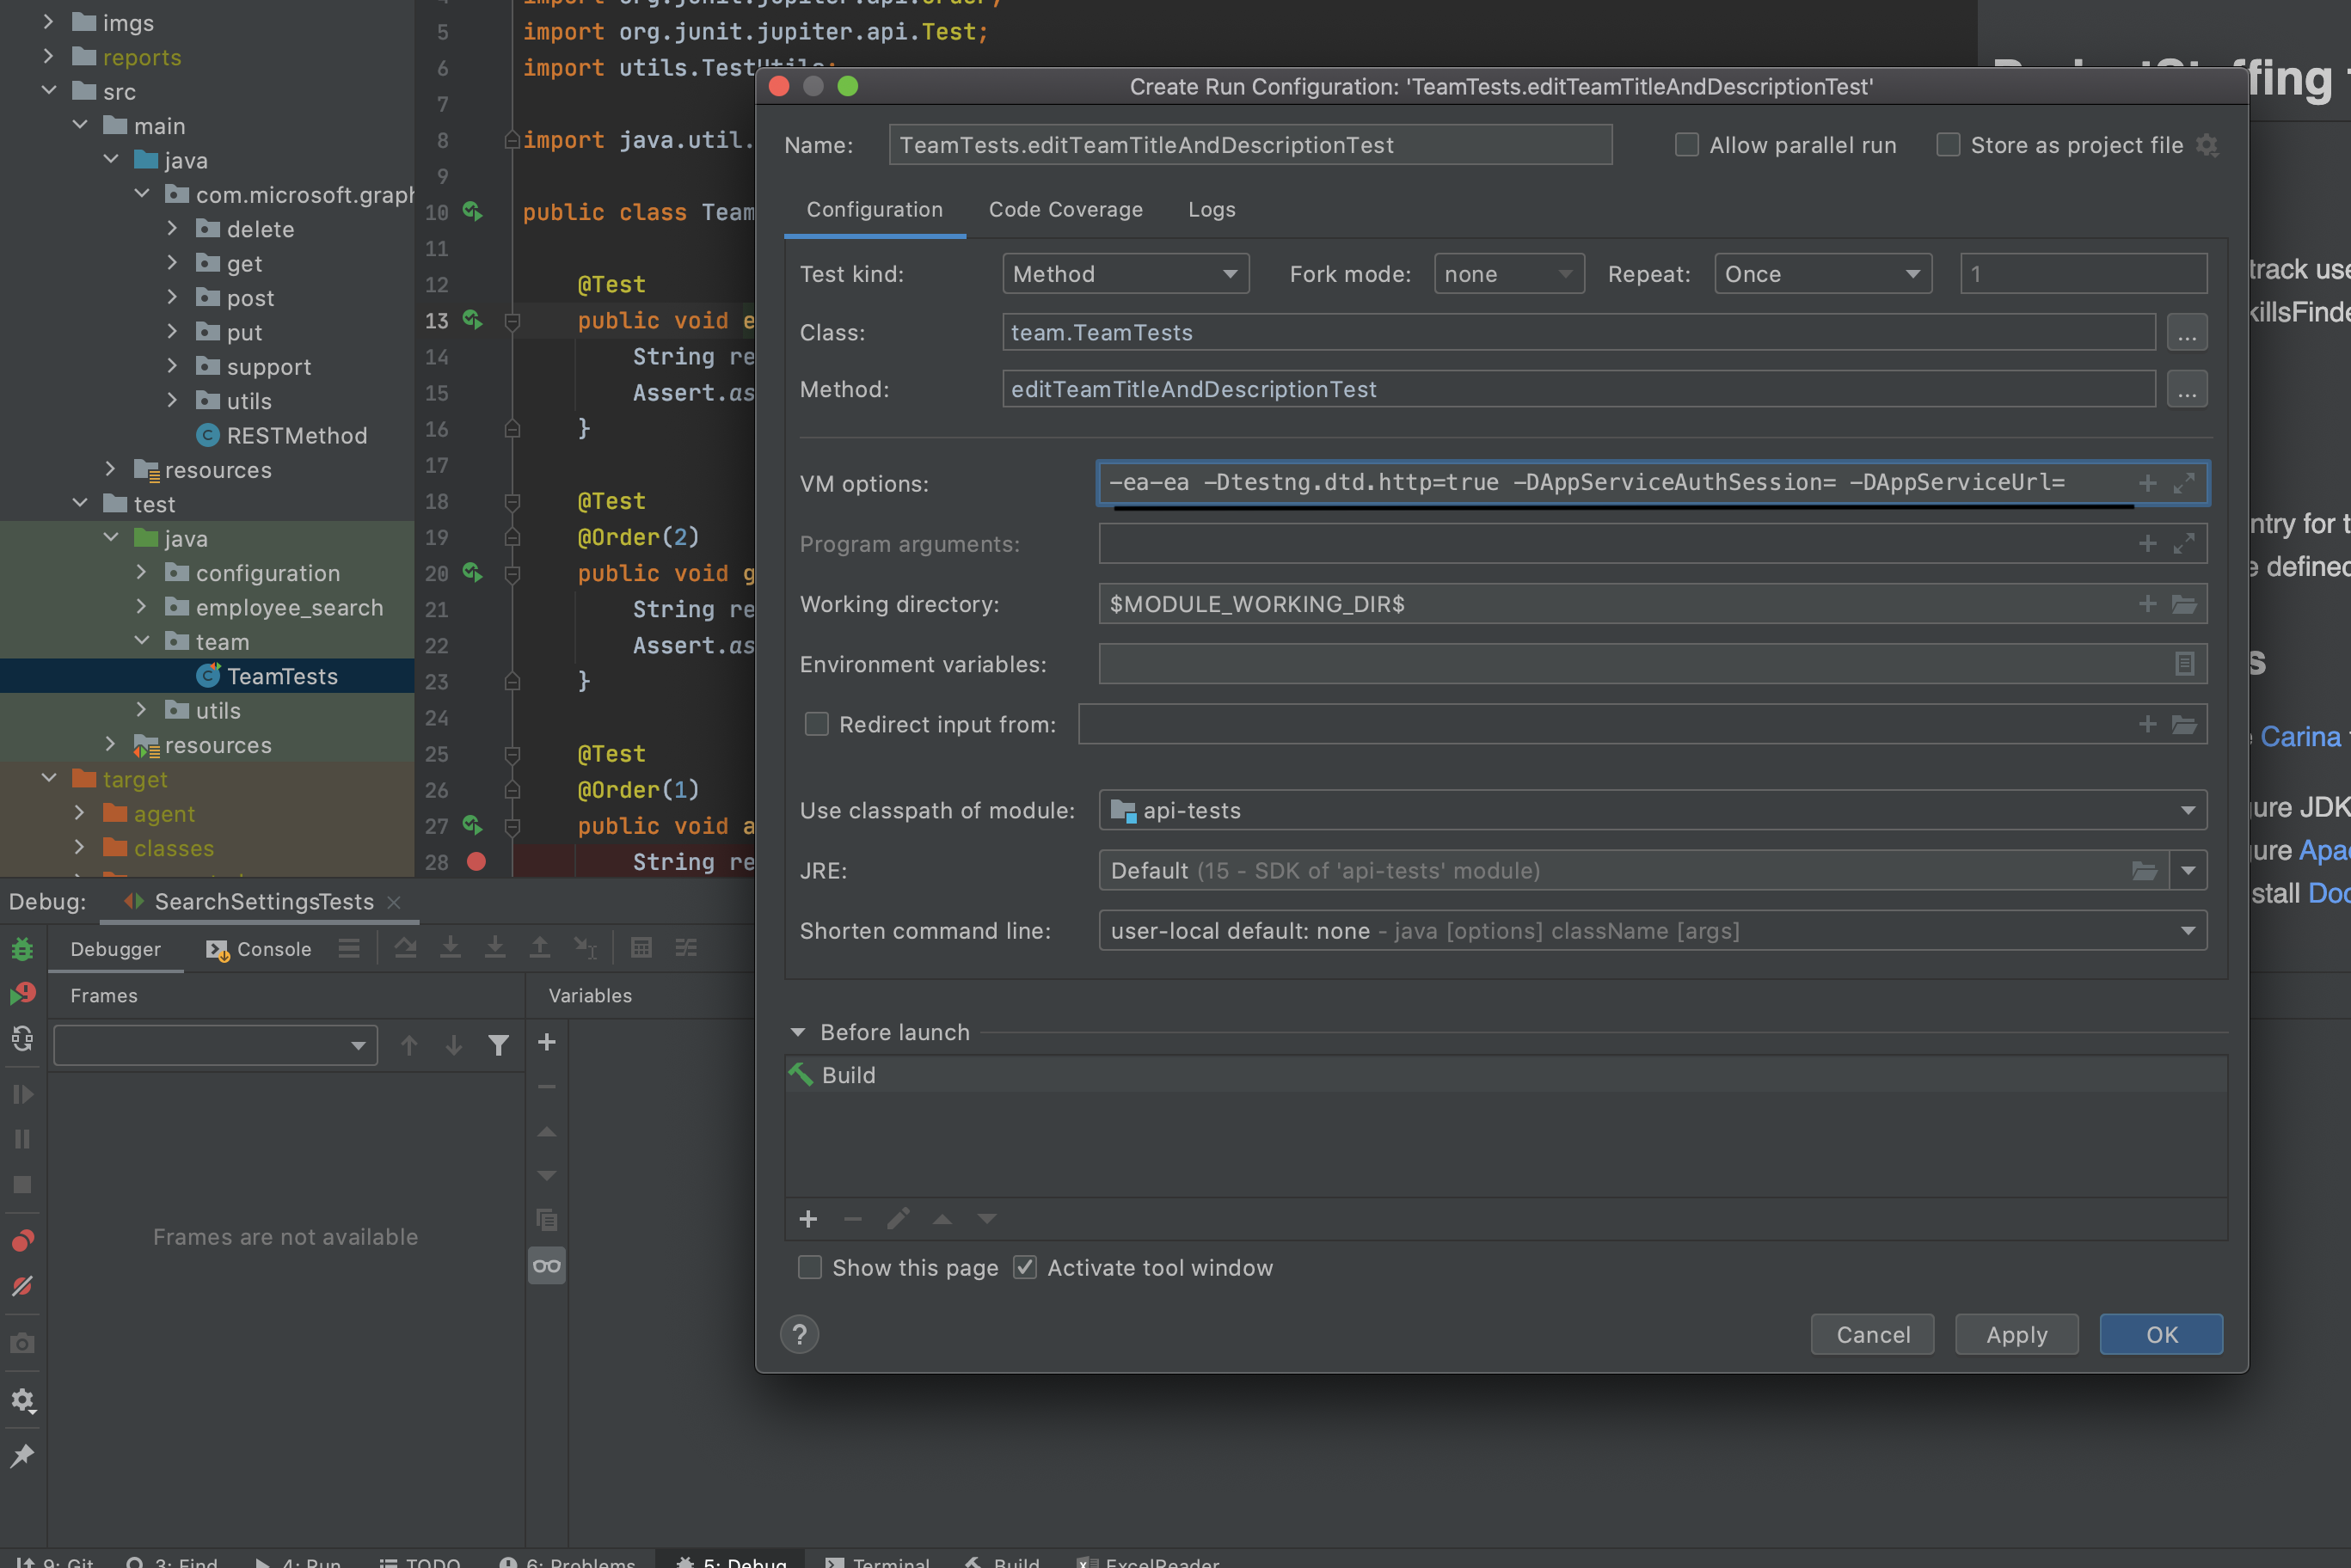 imgs
reports
src
main
java
com.microsoft.graph
delete
get
post
put
support
utils
RESTMethod
resources
test
java
configuration
employee_search
team
TeamTests
utils
resources
target
agent
classes
5 import org.junit.jupiter.api.Test;
6 import utils.TestUtils;
7
8 import java.util.
9
10 public class Team
11
12 @Test
13 public void e
14 String re
15 Assert.as
16 }
17
18 @Test
19 @Order(2)
20 public void g
21 String re
22 Assert.as
23 }
24
25 @Test
26 @Order(1)
27 public void a
28 String re
Create Run Configuration: 'TeamTests.editTeamTitleAndDescriptionTest'
Name: TeamTests.editTeamTitleAndDescriptionTest Allow parallel run Store as project file
Configuration Code Coverage Logs
Test kind: Method Fork mode: none Repeat: Once 1
Class: team.TeamTests ...
Method: editTeamTitleAndDescriptionTest ...
VM options: -ea-ea -Dtestng.dtd.http=true -DAppServiceAuthSession= -DAppServiceUrl=
Program arguments:
Working directory: $MODULE_WORKING_DIR$
Environment variables:
Redirect input from:
Use classpath of module: api-tests
JRE: Default (15 - SDK of 'api-tests' module)
Shorten command line: user-local default: none - java [options] className [args]
Before launch
Build
Show this page Activate tool window
? Cancel Apply OK
track use
killsFinde
ntry for t
e defined
s
Carina
ure JDK
ure Apac
stall Doc
Debug: SearchSettingsTests
Debugger Console
Frames Variables
Frames are not available
9: Git 3: Find 4: Run TODO 6: Problems 5: Debug Terminal Build ExcelReader